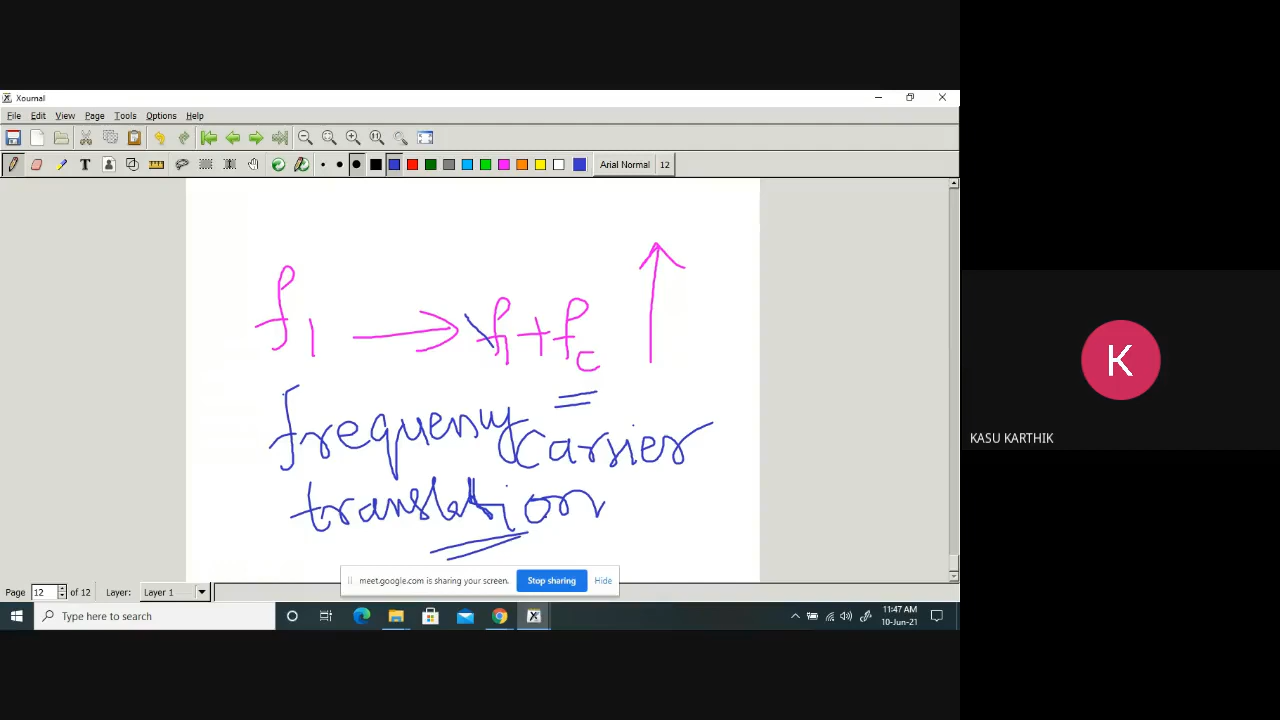 Xournal
File Edit View Page Tools Options Help
T Arial Normal 12
f1 → f1+fc ↑
frequency carrier
translation
meet.google.com is sharing your screen. Stop sharing Hide
Page 12 of 12 Layer: Layer 1
Type here to search
11:47 AM
10-Jun-21
K
KASU KARTHIK